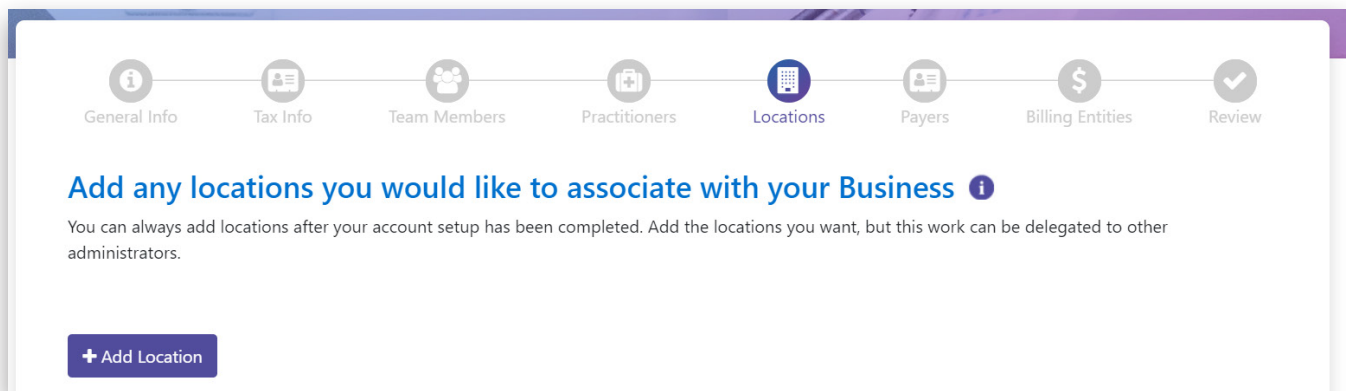 General Info
Tax Info
Team Members
Practitioners
Locations
Payers
Billing Entities
Review
Add any locations you would like to associate with your Business
You can always add locations after your account setup has been completed. Add the locations you want, but this work can be delegated to other
administrators.
+ Add Location